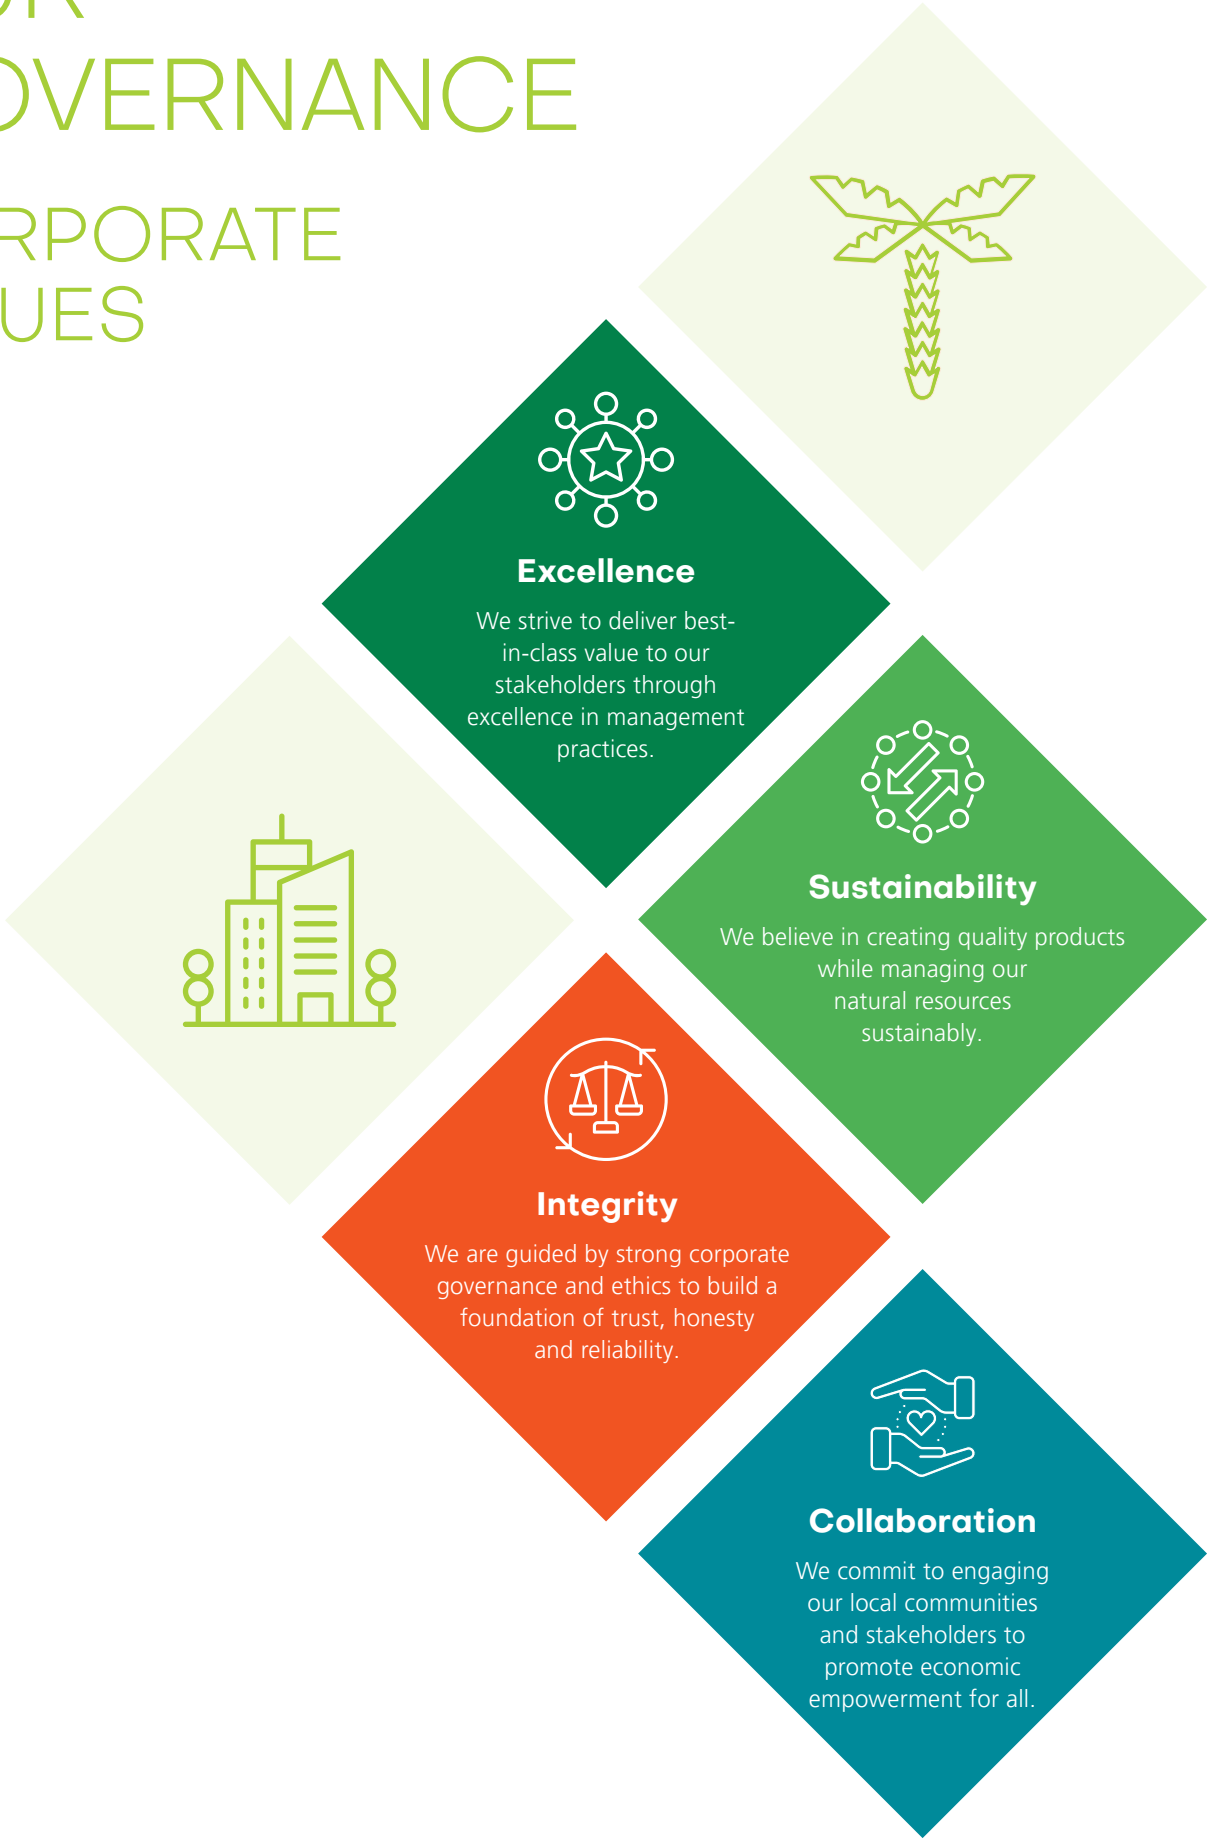 OVERNANCE
RPORATE
UES
Excellence
We strive to deliver best-
in-class value to our
stakeholders through
excellence in management
practices.
Sustainability
We believe in creating quality products
while managing our
natural resources
sustainably.
Integrity
We are guided by strong corporate
governance and ethics to build a
foundation of trust, honesty
and reliability.
Collaboration
We commit to engaging
our local communities
and stakeholders to
promote economic
empowerment for all.